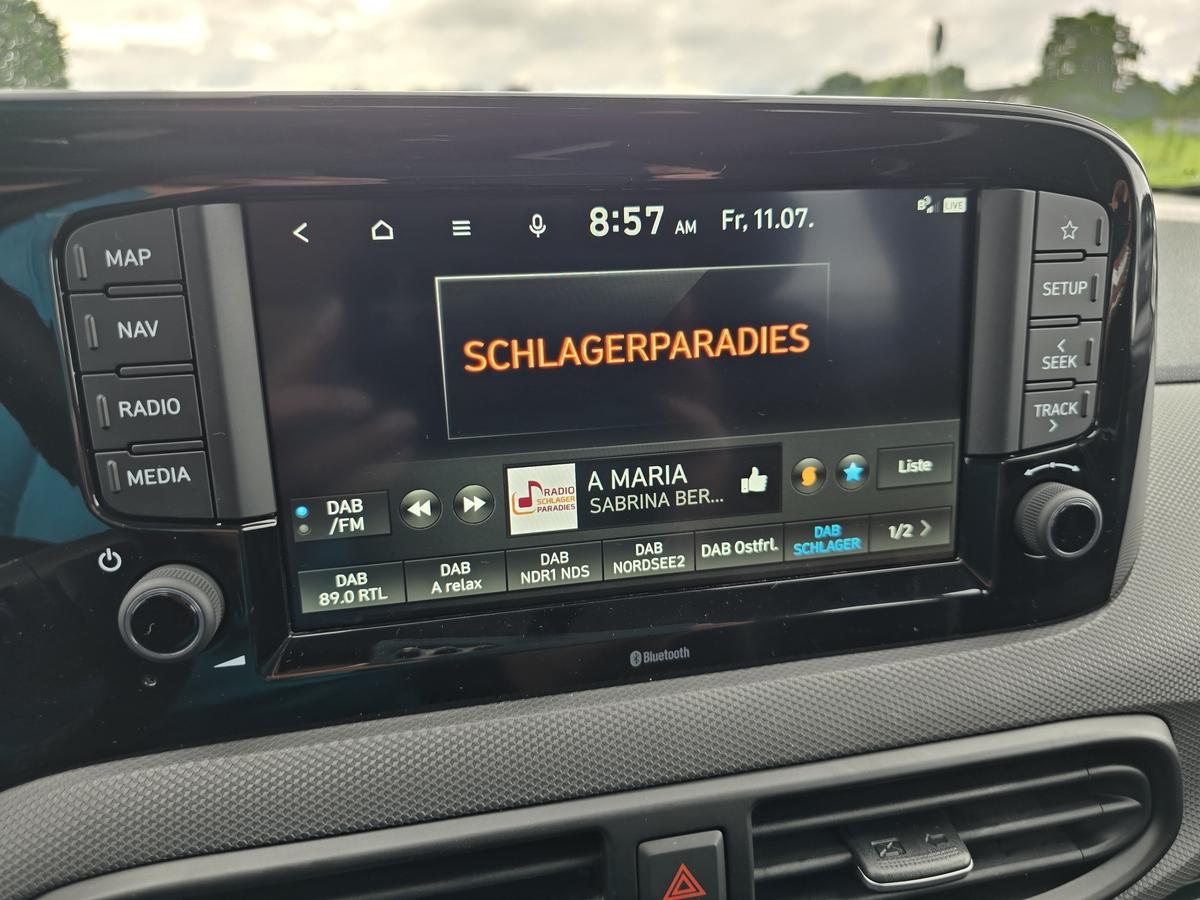 8:57 AM Fr, 11.07.
LIVE
MAP
NAV
RADIO
MEDIA
SETUP
SEEK
TRACK
SCHLAGERPARADIES
DAB
/FM
RADIO
SCHLAGER
PARADIES
A MARIA
SABRINA BER...
Liste
DAB
89.0 RTL
DAB
A relax
DAB
NDR1 NDS
DAB
NORDSEE2
DAB Ostfrl.
DAB
SCHLAGER
1/2
Bluetooth